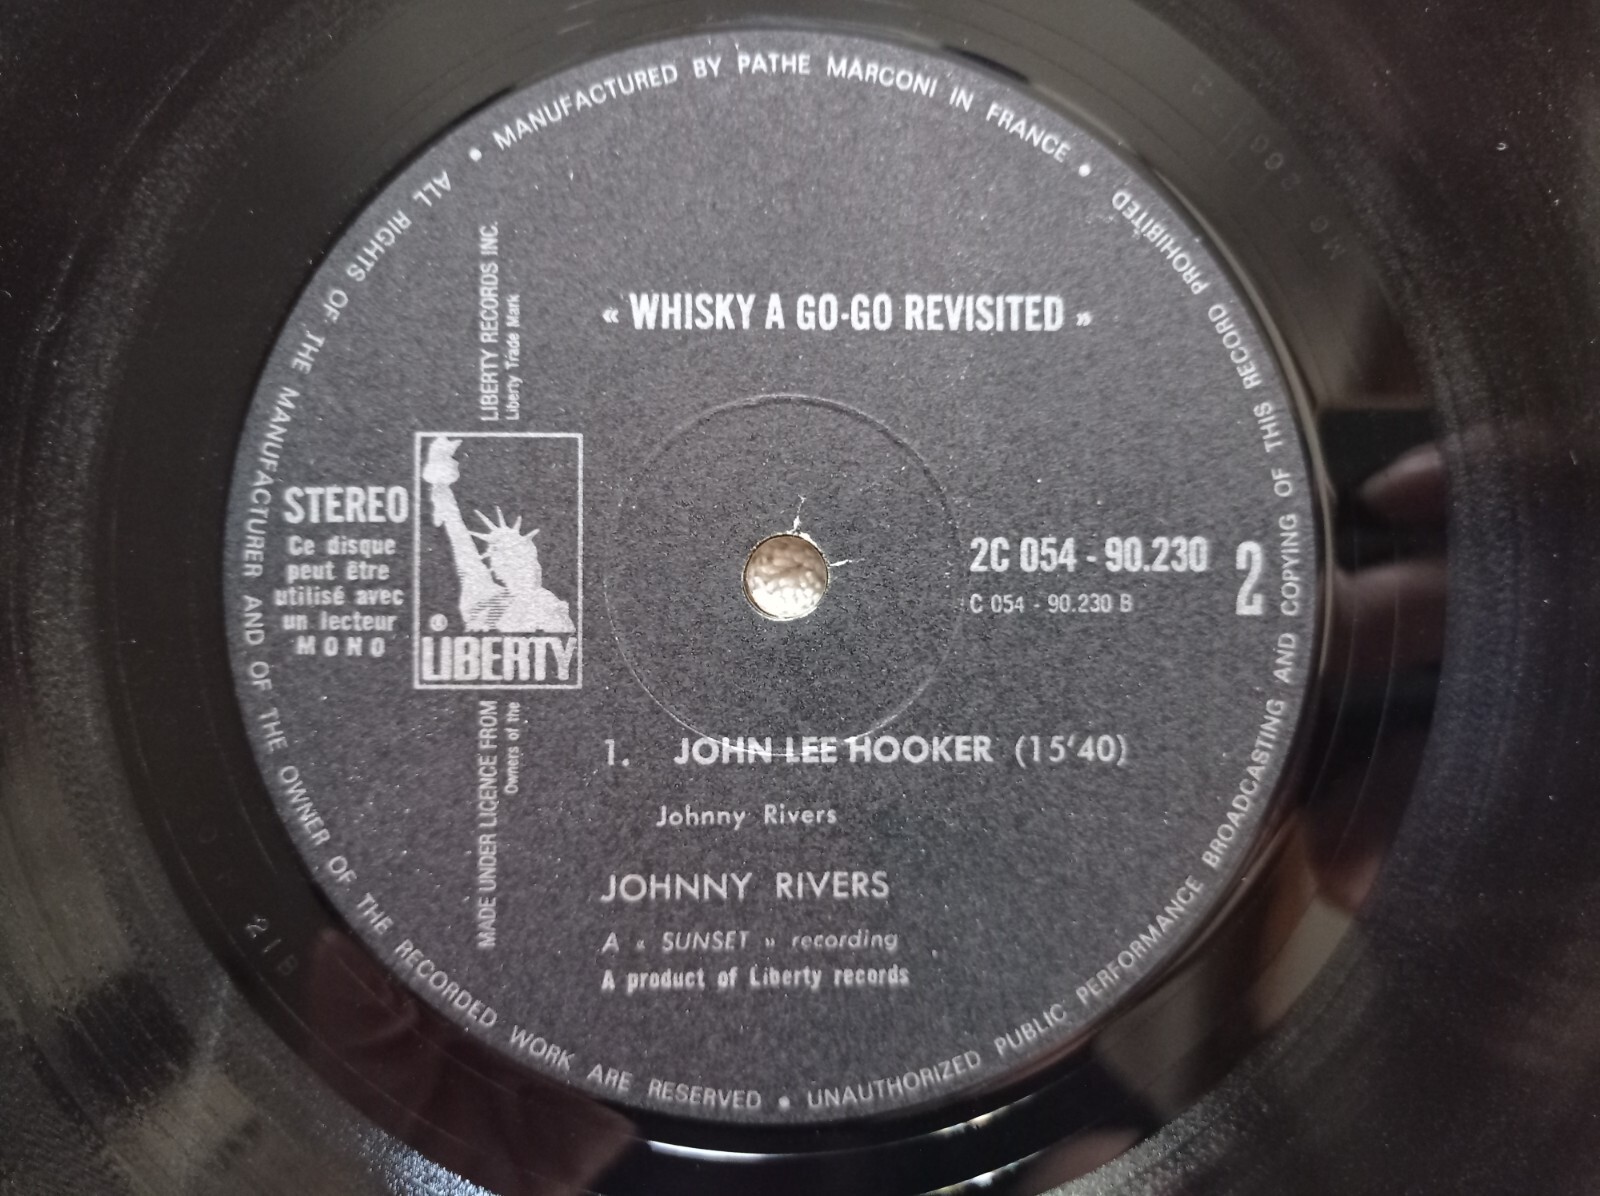 • MANUFACTURED BY PATHE MARCONI IN FRANCE •
ALL RIGHTS OF THE MANUFACTURER AND OF THE OWNER OF THE RECORDED WORK ARE RESERVED • UNAUTHORIZED PUBLIC PERFORMANCE BROADCASTING AND COPYING OF THIS RECORD PROHIBITED
« WHISKY A GO-GO REVISITED »
LIBERTY RECORDS INC.
Liberty Trade Mark
STEREO
Ce disque
peut être
utilisé avec
un lecteur
MONO
®
LIBERTY
2C 054 - 90.230
C 054 - 90.230 B
2
MADE UNDER LICENCE FROM
Owners of the
1. JOHN LEE HOOKER (15'40)
Johnny Rivers
JOHNNY RIVERS
A « SUNSET » recording
A product of Liberty records
21B